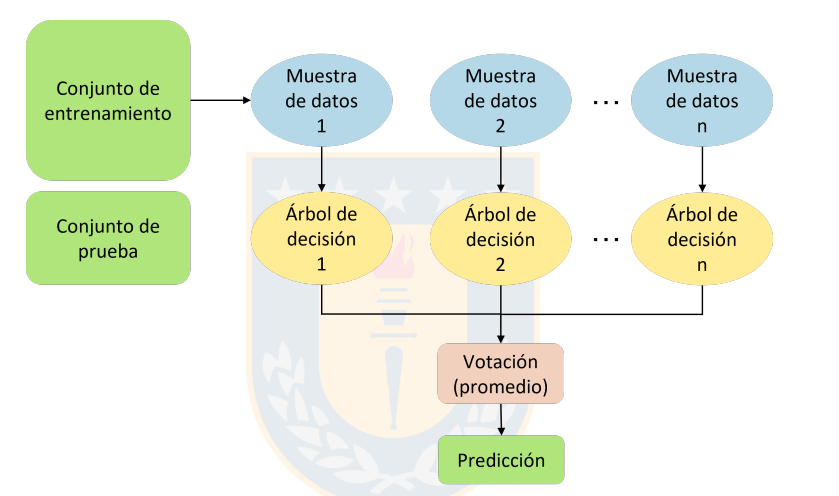 Conjunto de
entrenamiento
Muestra
de datos
1
Muestra
de datos
2
...
Muestra
de datos
n
Conjunto de
prueba
Árbol de
decisión
1
Árbol de
decisión
2
...
Árbol de
decisión
n
Votación
(promedio)
Predicción